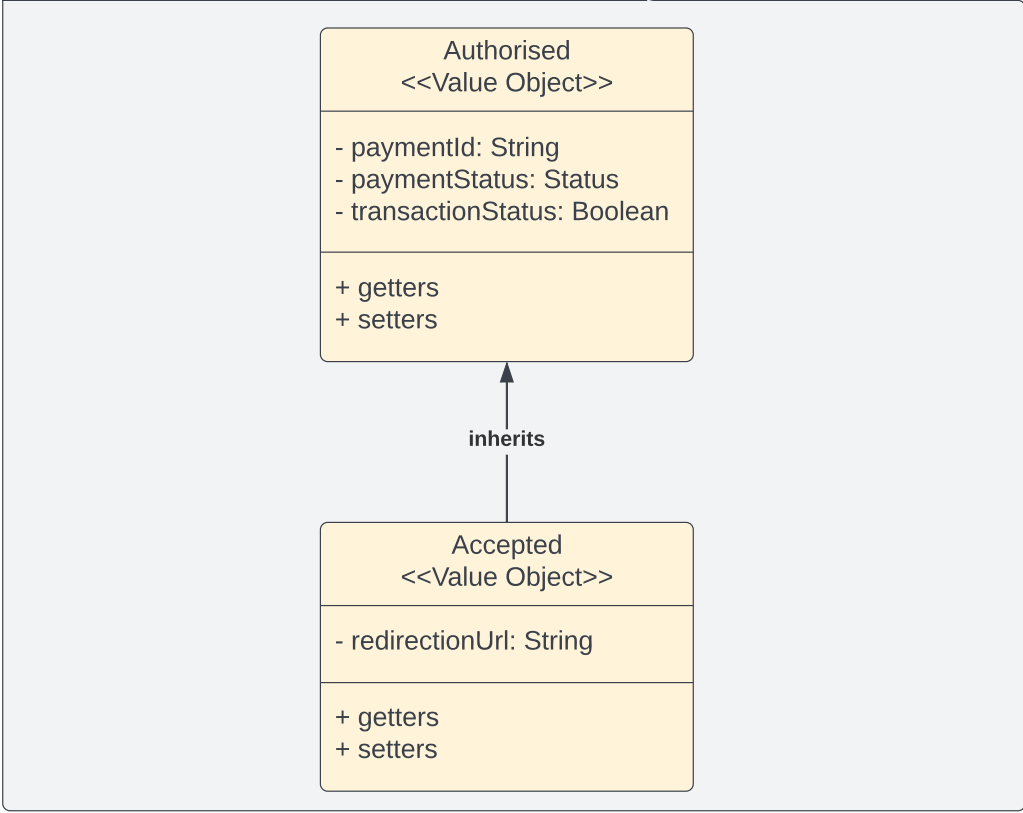 Authorised
<<Value Object>>
- paymentId: String
- paymentStatus: Status
- transactionStatus: Boolean
+ getters
+ setters
inherits
Accepted
<<Value Object>>
- redirectionUrl: String
+ getters
+ setters